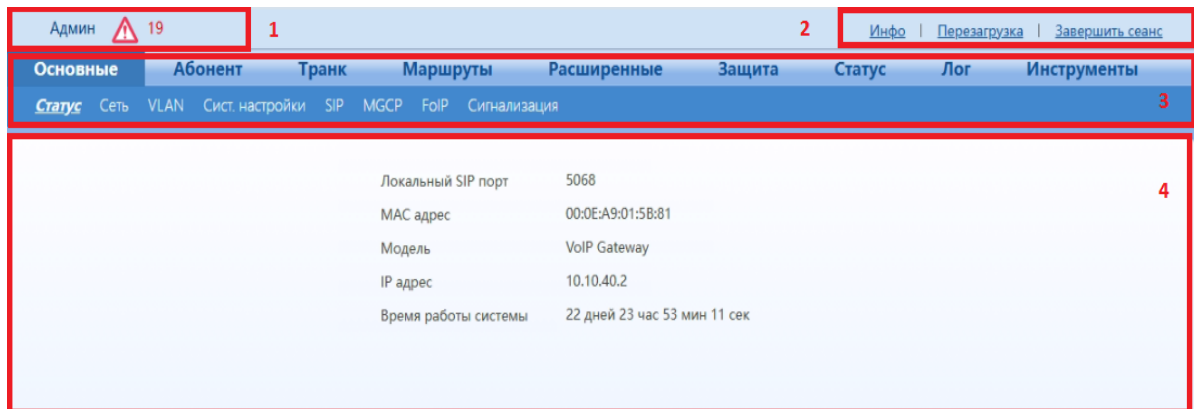 Админ 19 1 2 Инфо | Перезагрузка | Завершить сеанс
Основные Абонент Транк Маршруты Расширенные Защита Статус Лог Инструменты
Статус Сеть VLAN Сист. настройки SIP MGCP FoIP Сигнализация 3
Локальный SIP порт 5068
4
MAC адрес 00:0E:A9:01:5B:81
Модель VoIP Gateway
IP адрес 10.10.40.2
Время работы системы 22 дней 23 час 53 мин 11 сек